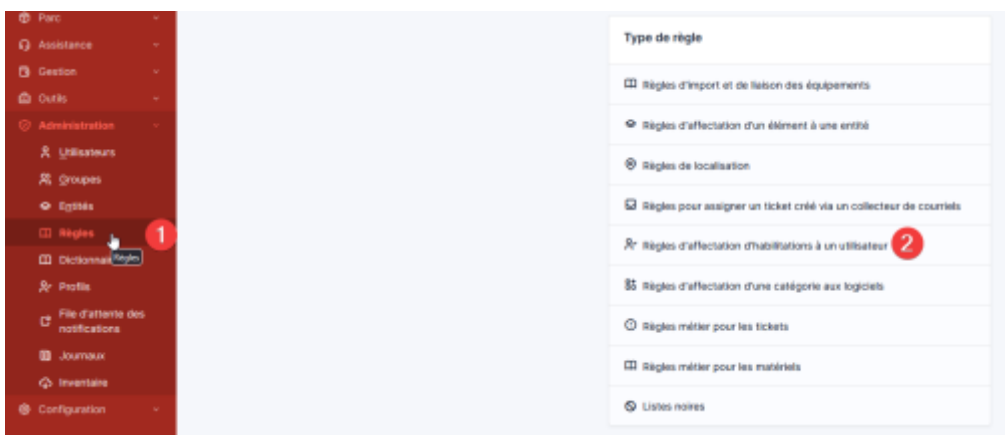 Parc
Assistance
Gestion
Outils
Administration
Utilisateurs
Groupes
Entités
Règles
1
Règles
Dictionnai
Profils
File d'attente des
notifications
Journaux
Inventaire
Configuration
Type de règle
Règles d'import et de liaison des équipements
Règles d'affectation d'un élément à une entité
Règles de localisation
Règles pour assigner un ticket créé via un collecteur de courriels
Règles d'affectation d'habilitations à un utilisateur
2
Règles d'affectation d'une catégorie aux logiciels
Règles métier pour les tickets
Règles métier pour les matériels
Listes noires